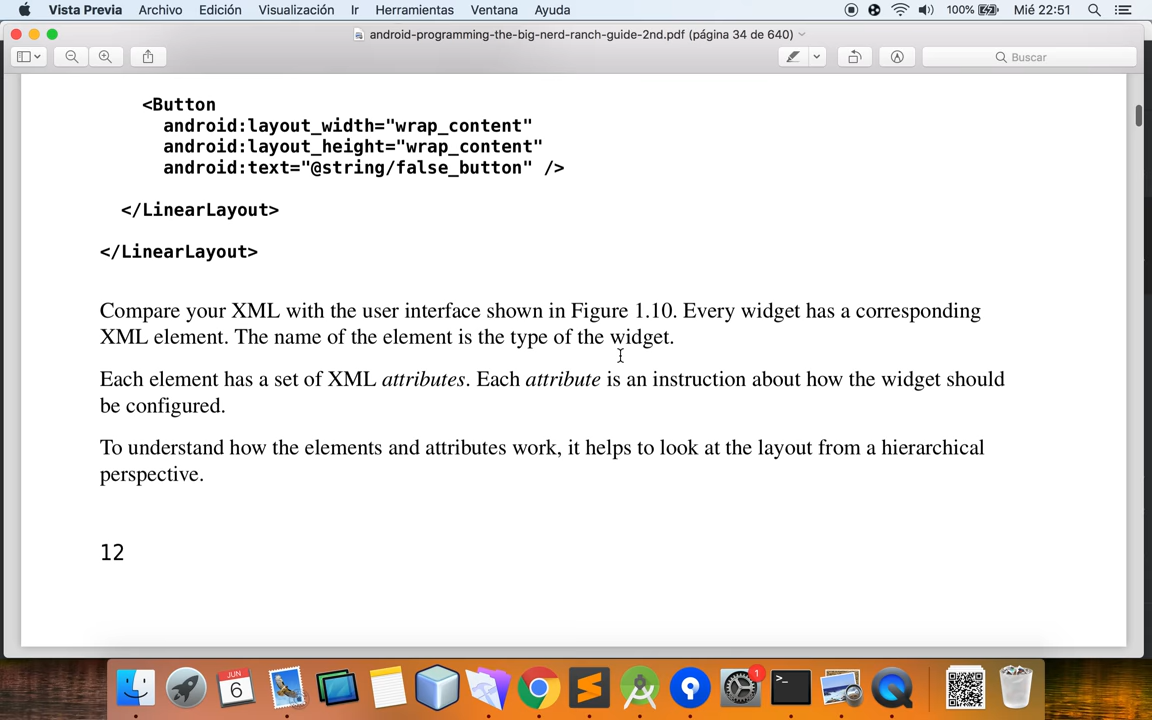 Vista Previa Archivo Edición Visualización Ir Herramientas Ventana Ayuda 100% Mié 22:51
android-programming-the-big-nerd-ranch-guide-2nd.pdf (página 34 de 640)
Buscar
<Button
android:layout_width="wrap_content"
android:layout_height="wrap_content"
android:text="@string/false_button" />
</LinearLayout>
</LinearLayout>
Compare your XML with the user interface shown in Figure 1.10. Every widget has a corresponding
XML element. The name of the element is the type of the widget.
Each element has a set of XML attributes. Each attribute is an instruction about how the widget should
be configured.
To understand how the elements and attributes work, it helps to look at the layout from a hierarchical
perspective.
12
JUN
6
1